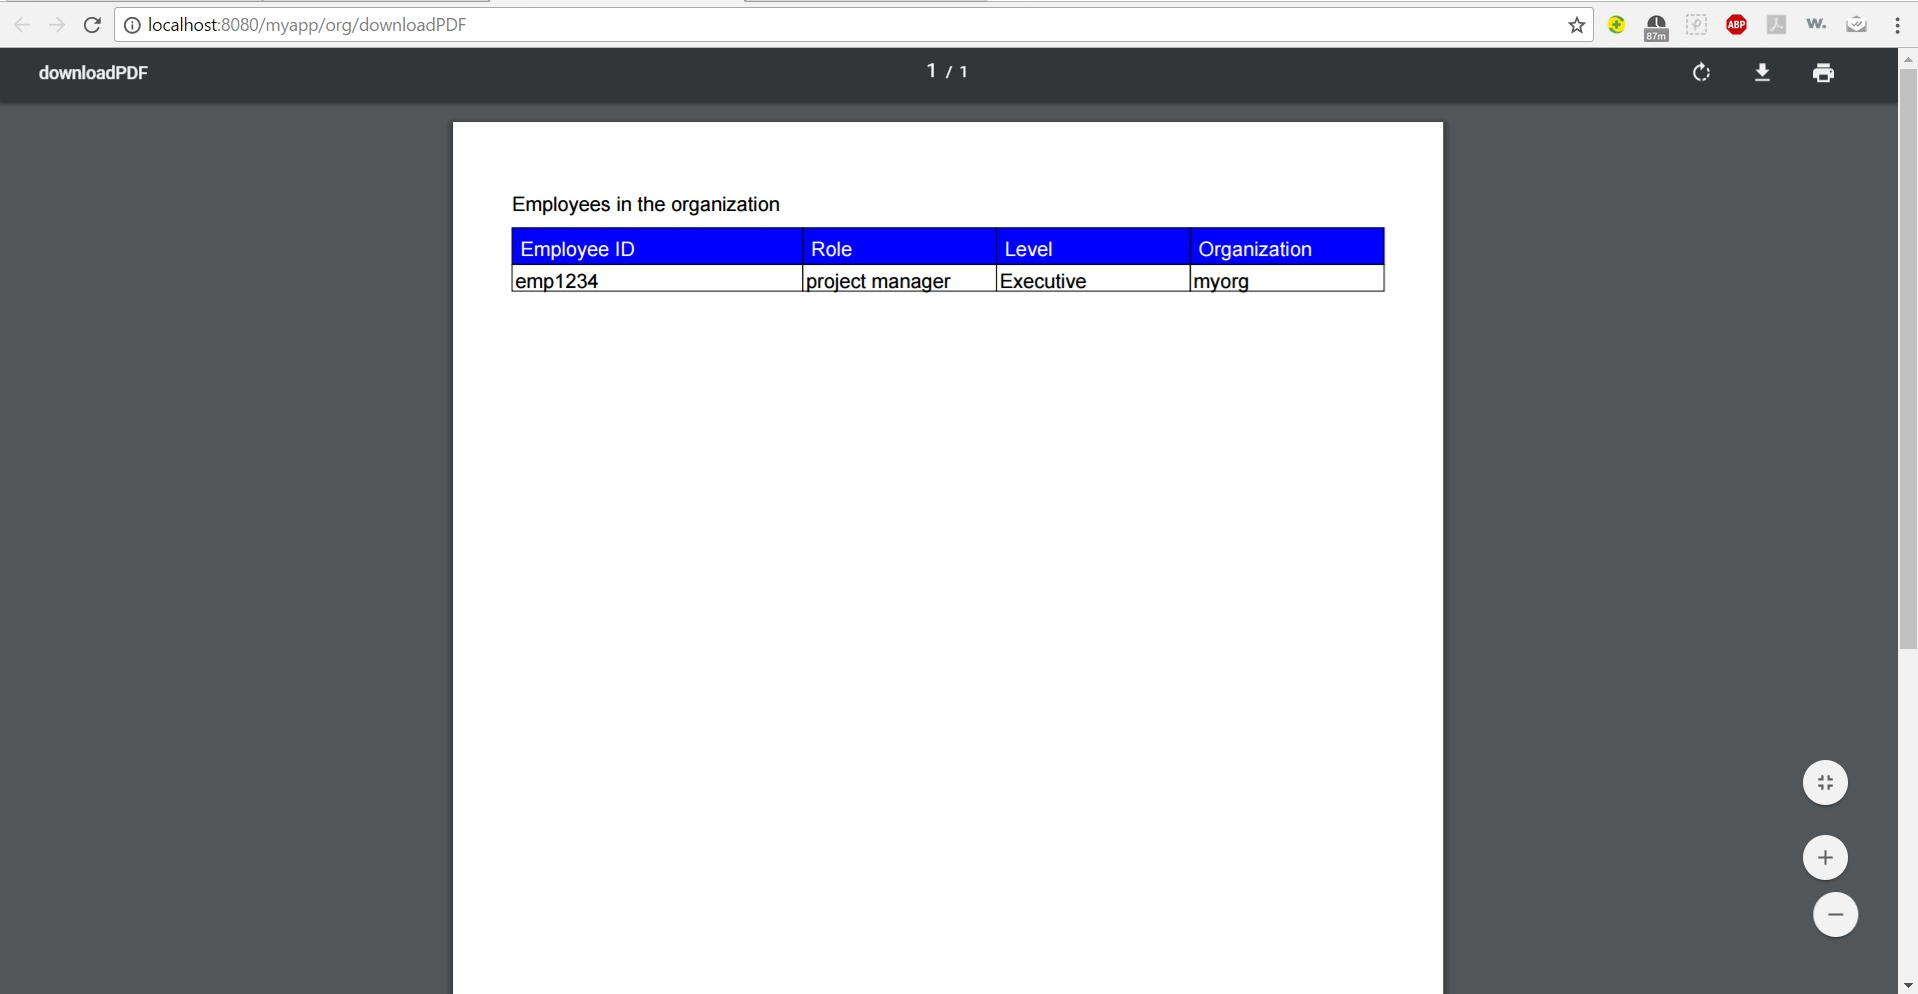 localhost:8080/myapp/org/downloadPDF
87m
ABP
w.
downloadPDF
1 / 1
Employees in the organization
Employee ID Role Level Organization
emp1234 project manager Executive myorg